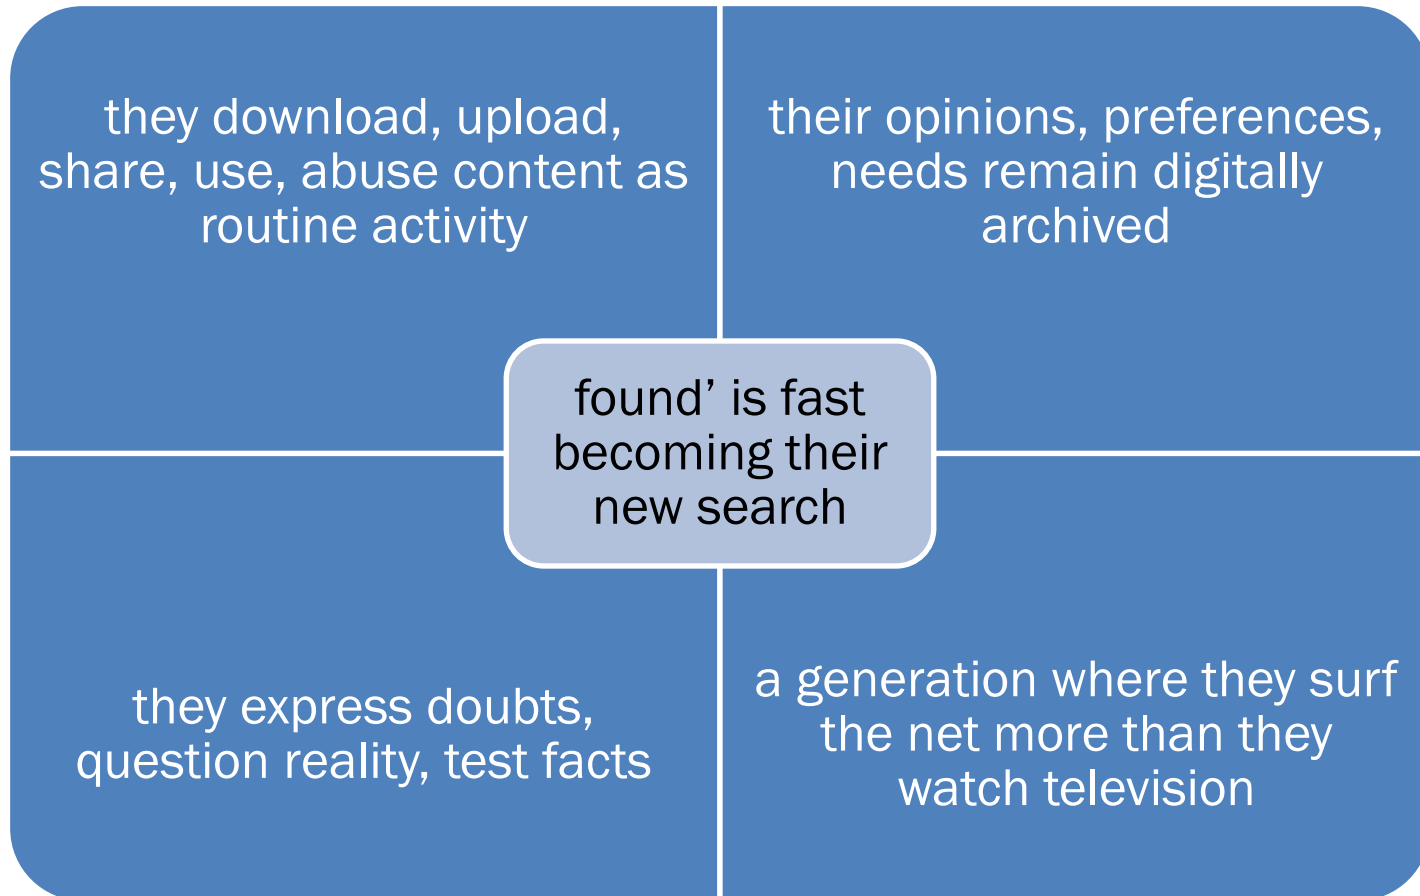 they download, upload,
share, use, abuse content as
routine activity
their opinions, preferences,
needs remain digitally
archived
found’ is fast
becoming their
new search
they express doubts,
question reality, test facts
a generation where they surf
the net more than they
watch television